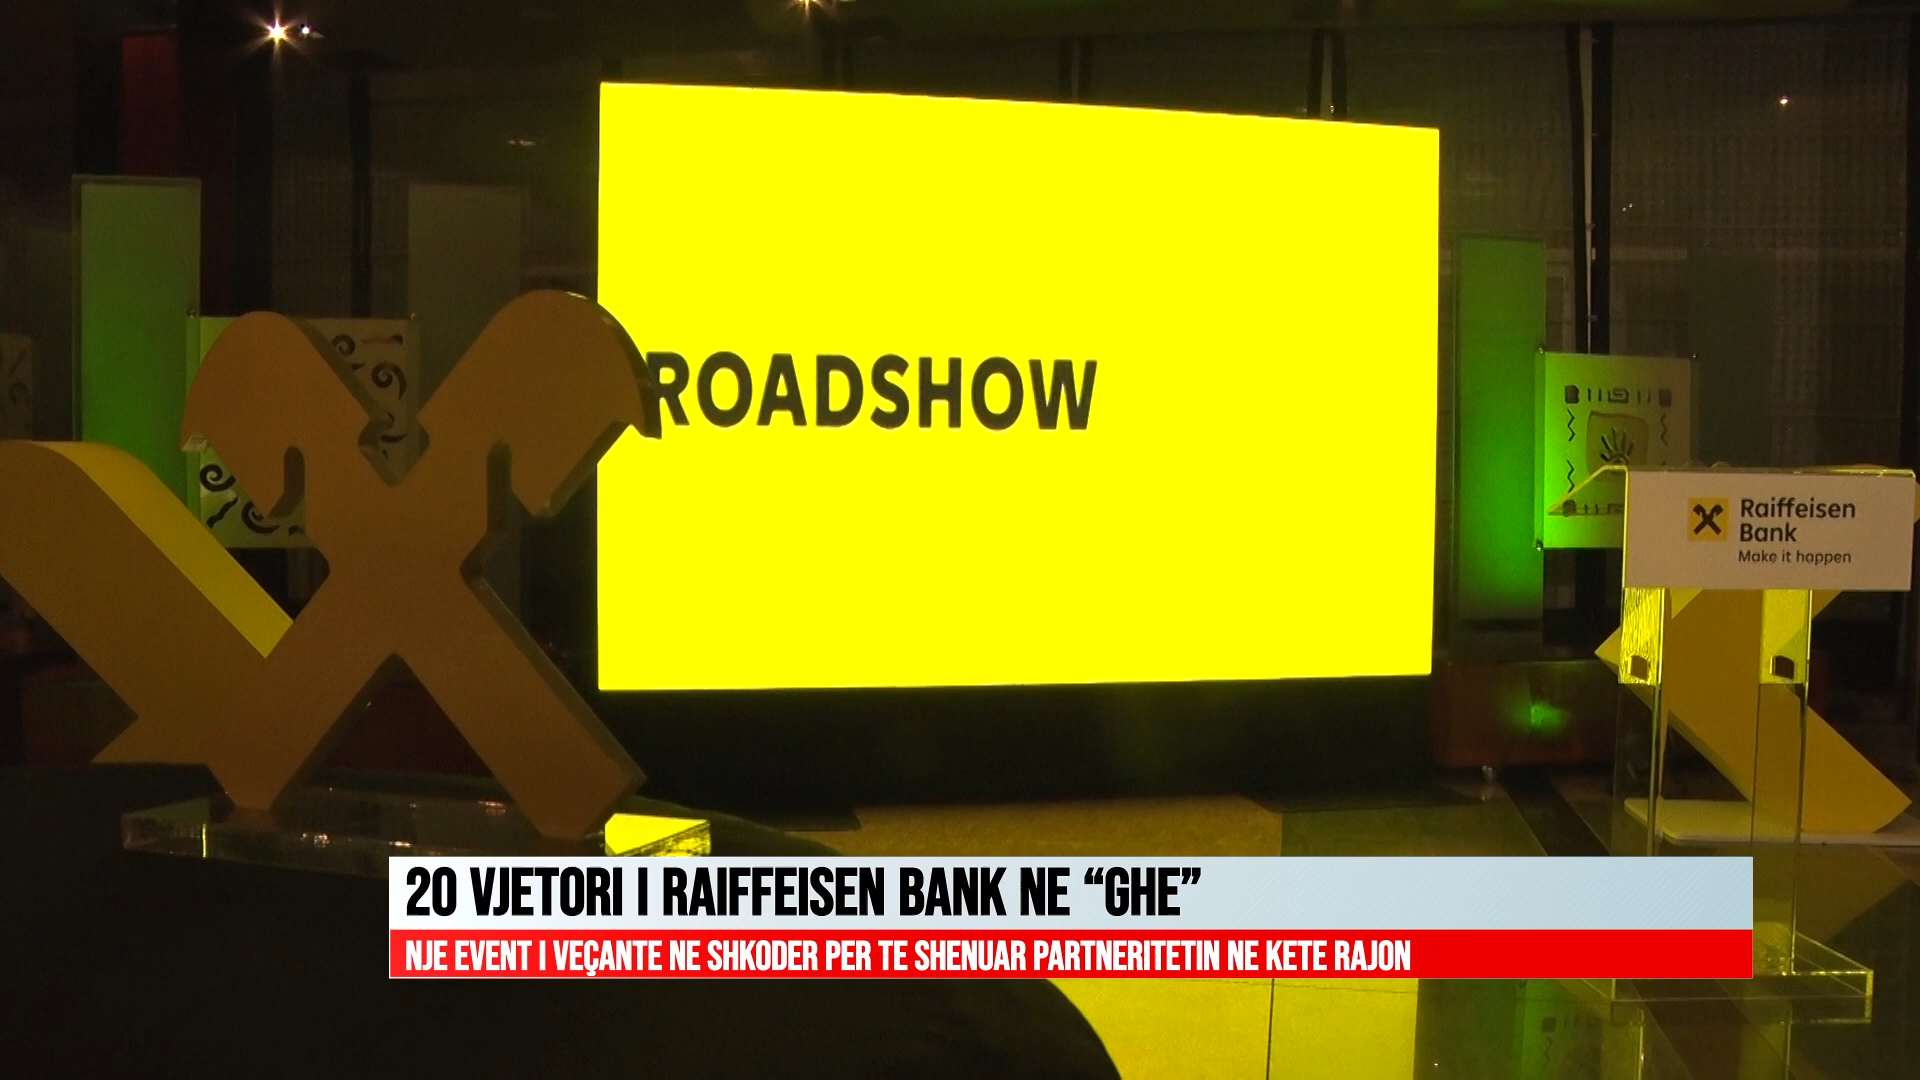 ROADSHOW
Raiffeisen
Bank
Make it happen
20 VJETORI I RAIFFEISEN BANK NE “GHE”
NJE EVENT I VEÇANTE NE SHKODER PER TE SHENUAR PARTNERITETIN NE KETE RAJON